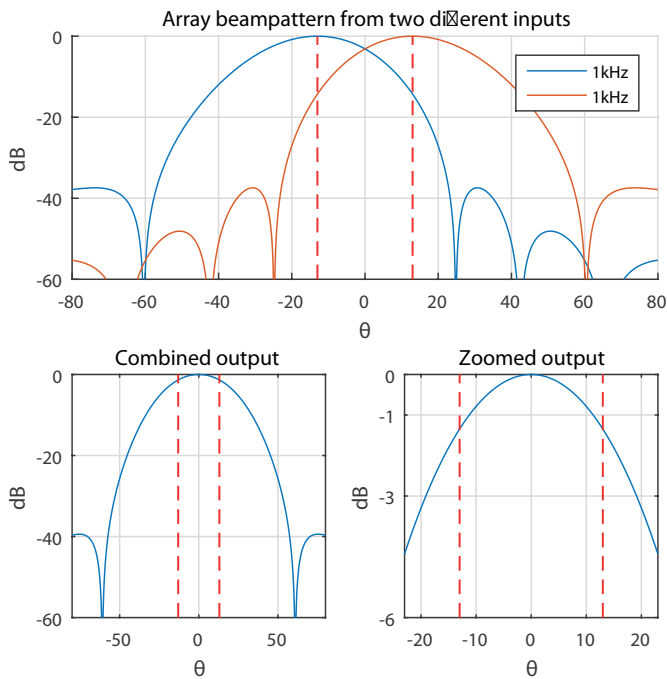 Array beampattern from two di�erent inputs
0
-20
-40
-60
dB
1kHz
1kHz
-80 -60 -40 -20 0 20 40 60 80
θ
Combined output
0
-20
-40
-60
dB
-50 0 50
θ
Zoomed output
0
-1
-3
-6
dB
-20 -10 0 10 20
θ